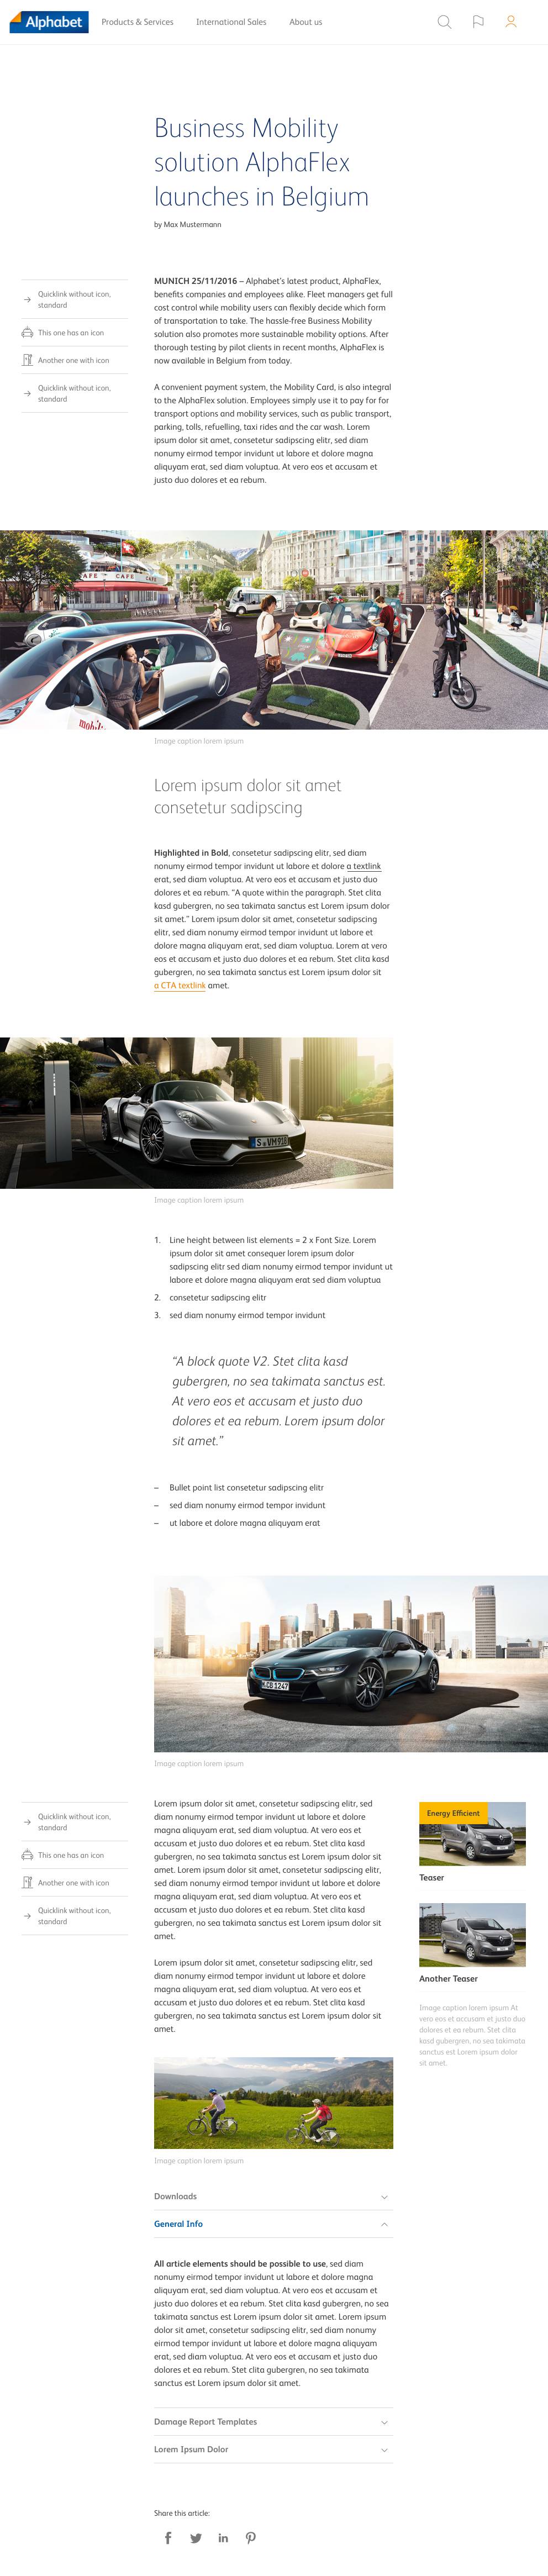 Alphabet
Products & Services
International Sales
About us
Business Mobility
solution AlphaFlex
launches in Belgium
by Max Mustermann
Quicklink without icon,
standard
This one has an icon
Another one with icon
Quicklink without icon,
standard
MUNICH 25/11/2016 – Alphabet's latest product, AlphaFlex,
benefits companies and employees alike. Fleet managers get full
cost control while mobility users can flexibly decide which form
of transportation to take. The hassle-free Business Mobility
solution also promotes more sustainable mobility options. After
thorough testing by pilot clients in recent months, AlphaFlex is
now available in Belgium from today.
A convenient payment system, the Mobility Card, is also integral
to the AlphaFlex solution. Employees simply use it to pay for for
transport options and mobility services, such as public transport,
parking, tolls, refuelling, taxi rides and the car wash. Lorem
ipsum dolor sit amet, consetetur sadipscing elitr, sed diam
nonumy eirmod tempor invidunt ut labore et dolore magna
aliquyam erat, sed diam voluptua. At vero eos et accusam et
justo duo dolores et ea rebum.
CAFE CAFE CAFE
mobili
Image caption lorem ipsum
Lorem ipsum dolor sit amet
consetetur sadipscing
Highlighted in Bold, consetetur sadipscing elitr, sed diam
nonumy eirmod tempor invidunt ut labore et dolore a textlink
erat, sed diam voluptua. At vero eos et accusam et justo duo
dolores et ea rebum. “A quote within the paragraph. Stet clita
kasd gubergren, no sea takimata sanctus est Lorem ipsum dolor
sit amet.” Lorem ipsum dolor sit amet, consetetur sadipscing
elitr, sed diam nonumy eirmod tempor invidunt ut labore et
dolore magna aliquyam erat, sed diam voluptua. Lorem at vero
eos et accusam et justo duo dolores et ea rebum. Stet clita kasd
gubergren, no sea takimata sanctus est Lorem ipsum dolor sit
a CTA textlink amet.
S VM 918
Image caption lorem ipsum
1. Line height between list elements = 2 x Font Size. Lorem
ipsum dolor sit amet consequer lorem ipsum dolor
sadipscing elitr sed diam nonumy eirmod tempor invidunt ut
labore et dolore magna aliquyam erat sed diam voluptua
2. consetetur sadipscing elitr
3. sed diam nonumy eirmod tempor invidunt
“A block quote V2. Stet clita kasd
gubergren, no sea takimata sanctus est.
At vero eos et accusam et justo duo
dolores et ea rebum. Lorem ipsum dolor
sit amet.”
– Bullet point list consetetur sadipscing elitr
– sed diam nonumy eirmod tempor invidunt
– ut labore et dolore magna aliquyam erat
CB 1247
Image caption lorem ipsum
Quicklink without icon,
standard
This one has an icon
Another one with icon
Quicklink without icon,
standard
Lorem ipsum dolor sit amet, consetetur sadipscing elitr, sed
diam nonumy eirmod tempor invidunt ut labore et dolore
magna aliquyam erat, sed diam voluptua. At vero eos et
accusam et justo duo dolores et ea rebum. Stet clita kasd
gubergren, no sea takimata sanctus est Lorem ipsum dolor sit
amet. Lorem ipsum dolor sit amet, consetetur sadipscing elitr,
sed diam nonumy eirmod tempor invidunt ut labore et dolore
magna aliquyam erat, sed diam voluptua. At vero eos et
accusam et justo duo dolores et ea rebum. Stet clita kasd
gubergren, no sea takimata sanctus est Lorem ipsum dolor sit
amet.
Lorem ipsum dolor sit amet, consetetur sadipscing elitr, sed
diam nonumy eirmod tempor invidunt ut labore et dolore
magna aliquyam erat, sed diam voluptua. At vero eos et
accusam et justo duo dolores et ea rebum. Stet clita kasd
gubergren, no sea takimata sanctus est Lorem ipsum dolor sit
amet.
Energy Efficient
Teaser
Another Teaser
Image caption lorem ipsum At
vero eos et accusam et justo duo
dolores et ea rebum. Stet clita
kasd gubergren, no sea takimata
sanctus est Lorem ipsum dolor
sit amet.
Image caption lorem ipsum
Downloads
General Info
All article elements should be possible to use, sed diam
nonumy eirmod tempor invidunt ut labore et dolore magna
aliquyam erat, sed diam voluptua. At vero eos et accusam et
justo duo dolores et ea rebum. Stet clita kasd gubergren, no sea
takimata sanctus est Lorem ipsum dolor sit amet. Lorem ipsum
dolor sit amet, consetetur sadipscing elitr, sed diam nonumy
eirmod tempor invidunt ut labore et dolore magna aliquyam
erat, sed diam voluptua. At vero eos et accusam et justo duo
dolores et ea rebum. Stet clita gubergren, no sea takimata
sanctus est Lorem ipsum dolor sit amet.
Damage Report Templates
Lorem Ipsum Dolor
Share this article: